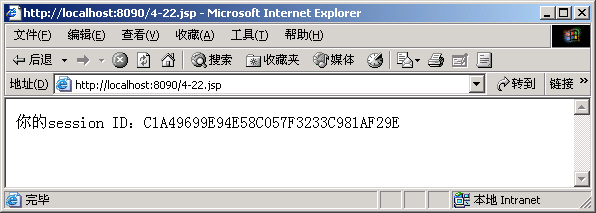 http://localhost:8090/4-22.jsp - Microsoft Internet Explorer
文件(F) 编辑(E) 查看(V) 收藏(A) 工具(T) 帮助(H)
后退 搜索 收藏夹 媒体
地址(D) http://localhost:8090/4-22.jsp 转到 链接 »
你的session ID: C1A49699E94E58C057F3233C981AF29E
完毕 本地 Intranet